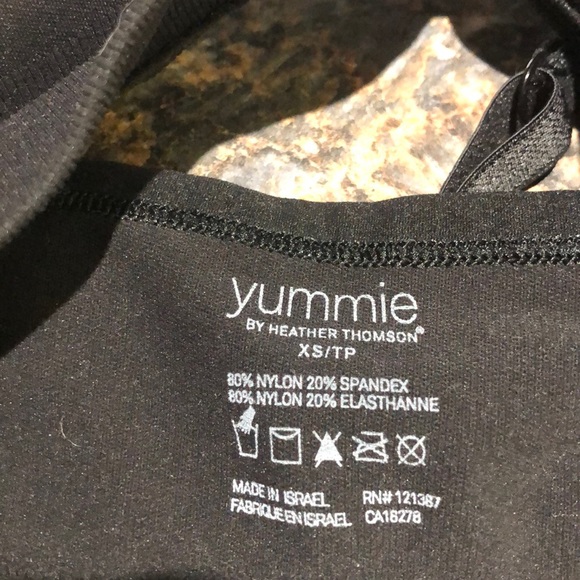 yummie
BY HEATHER THOMSON®
XS/TP
80% NYLON 20% SPANDEX
80% NYLON 20% ELASTHANNE
MADE IN ISRAEL RN# 121387
FABRIQUE EN ISRAEL CA18278